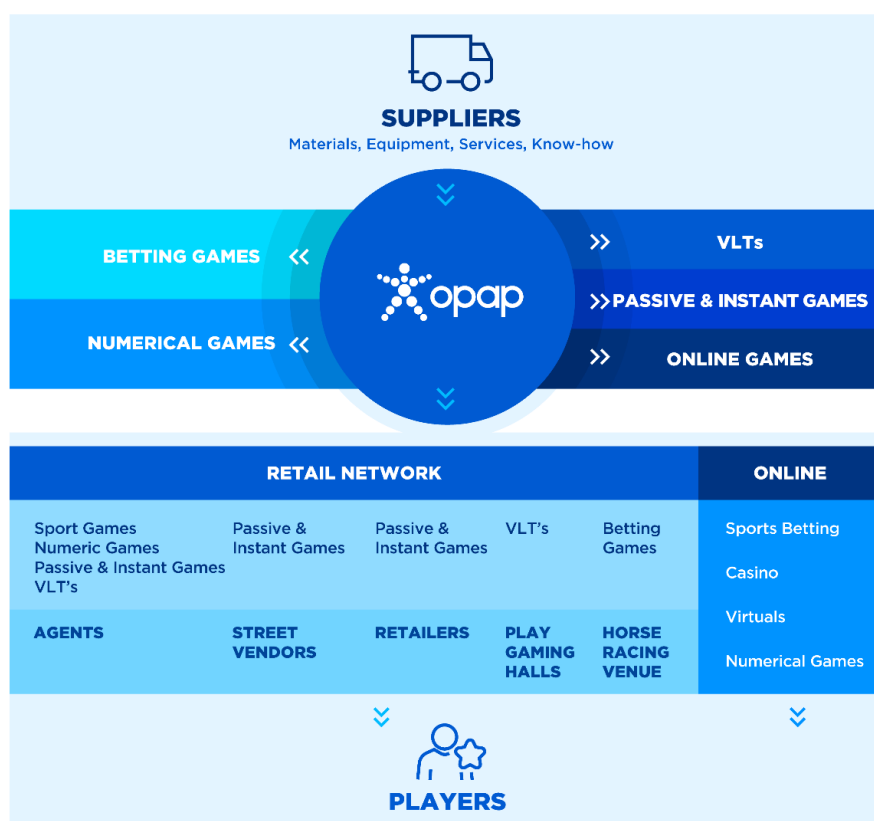 SUPPLIERS
Materials, Equipment, Services, Know-how
BETTING GAMES
NUMERICAL GAMES
opap
VLTs
PASSIVE & INSTANT GAMES
ONLINE GAMES
RETAIL NETWORK
ONLINE
Sport Games
Numeric Games
Passive & Instant Games
VLT's
Passive &
Instant Games
Passive &
Instant Games
VLT's
Betting
Games
AGENTS
STREET
VENDORS
RETAILERS
PLAY
GAMING
HALLS
HORSE
RACING
VENUE
Sports Betting
Casino
Virtuals
Numerical Games
PLAYERS